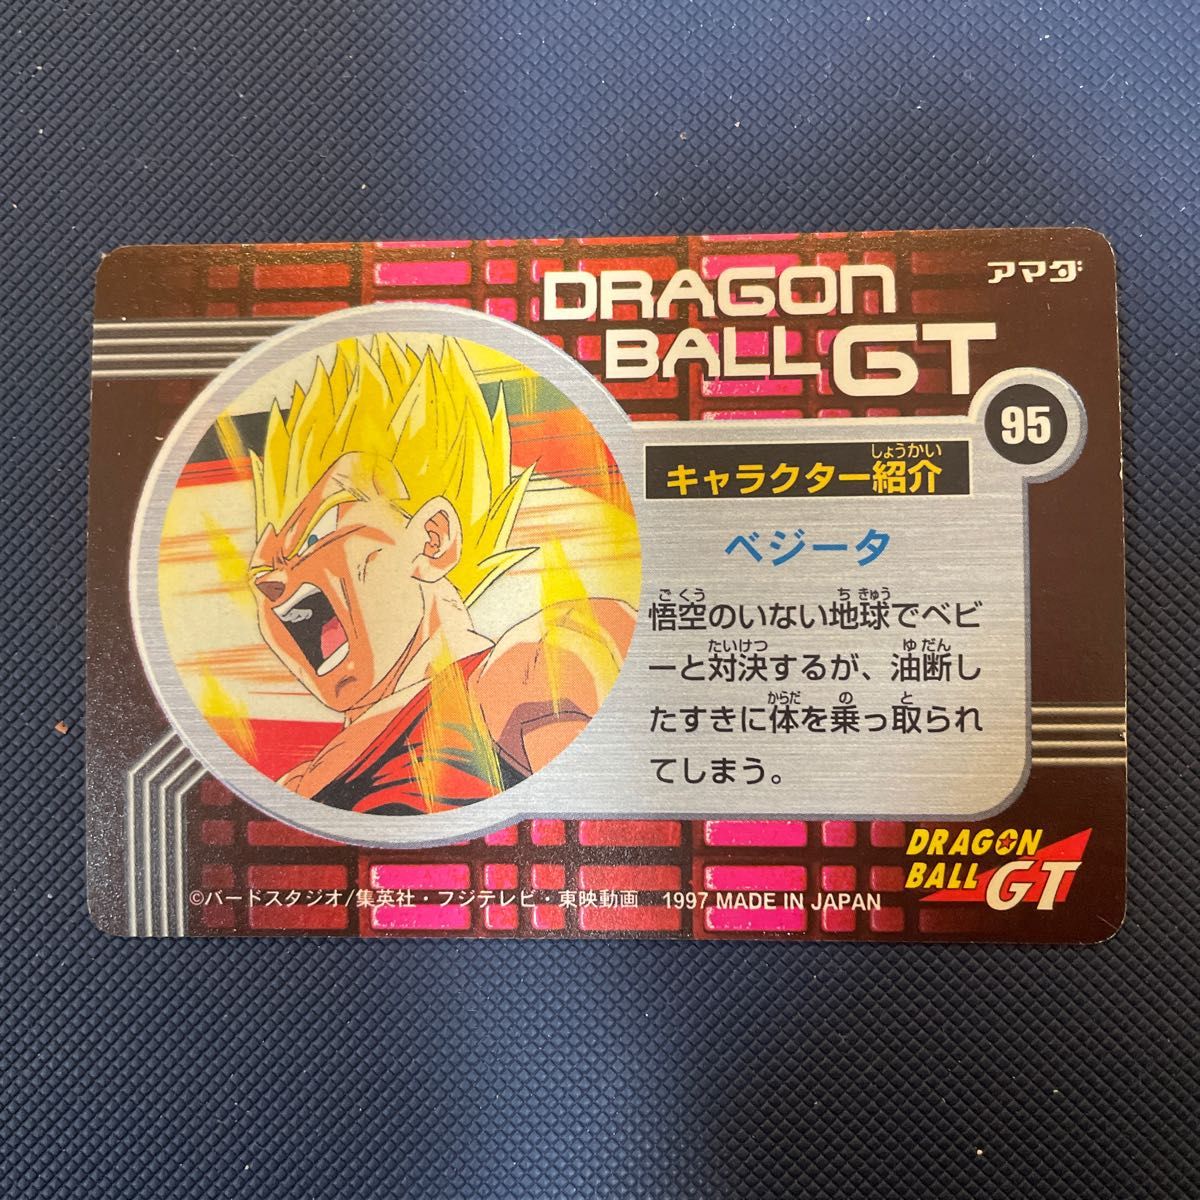 アマダ
DRAGON
BALL GT
95
しょうかい
キャラクター紹介
ベジータ
ごくう ちきゅう
悟空のいない地球でベビ
たいけつ ゆだん
ーと対決するが、油断し
からだ の と
たすきに体を乗っ取られ
てしまう。
DRAGON
BALL GT
©バードスタジオ/集英社・フジテレビ・東映動画 1997 MADE IN JAPAN